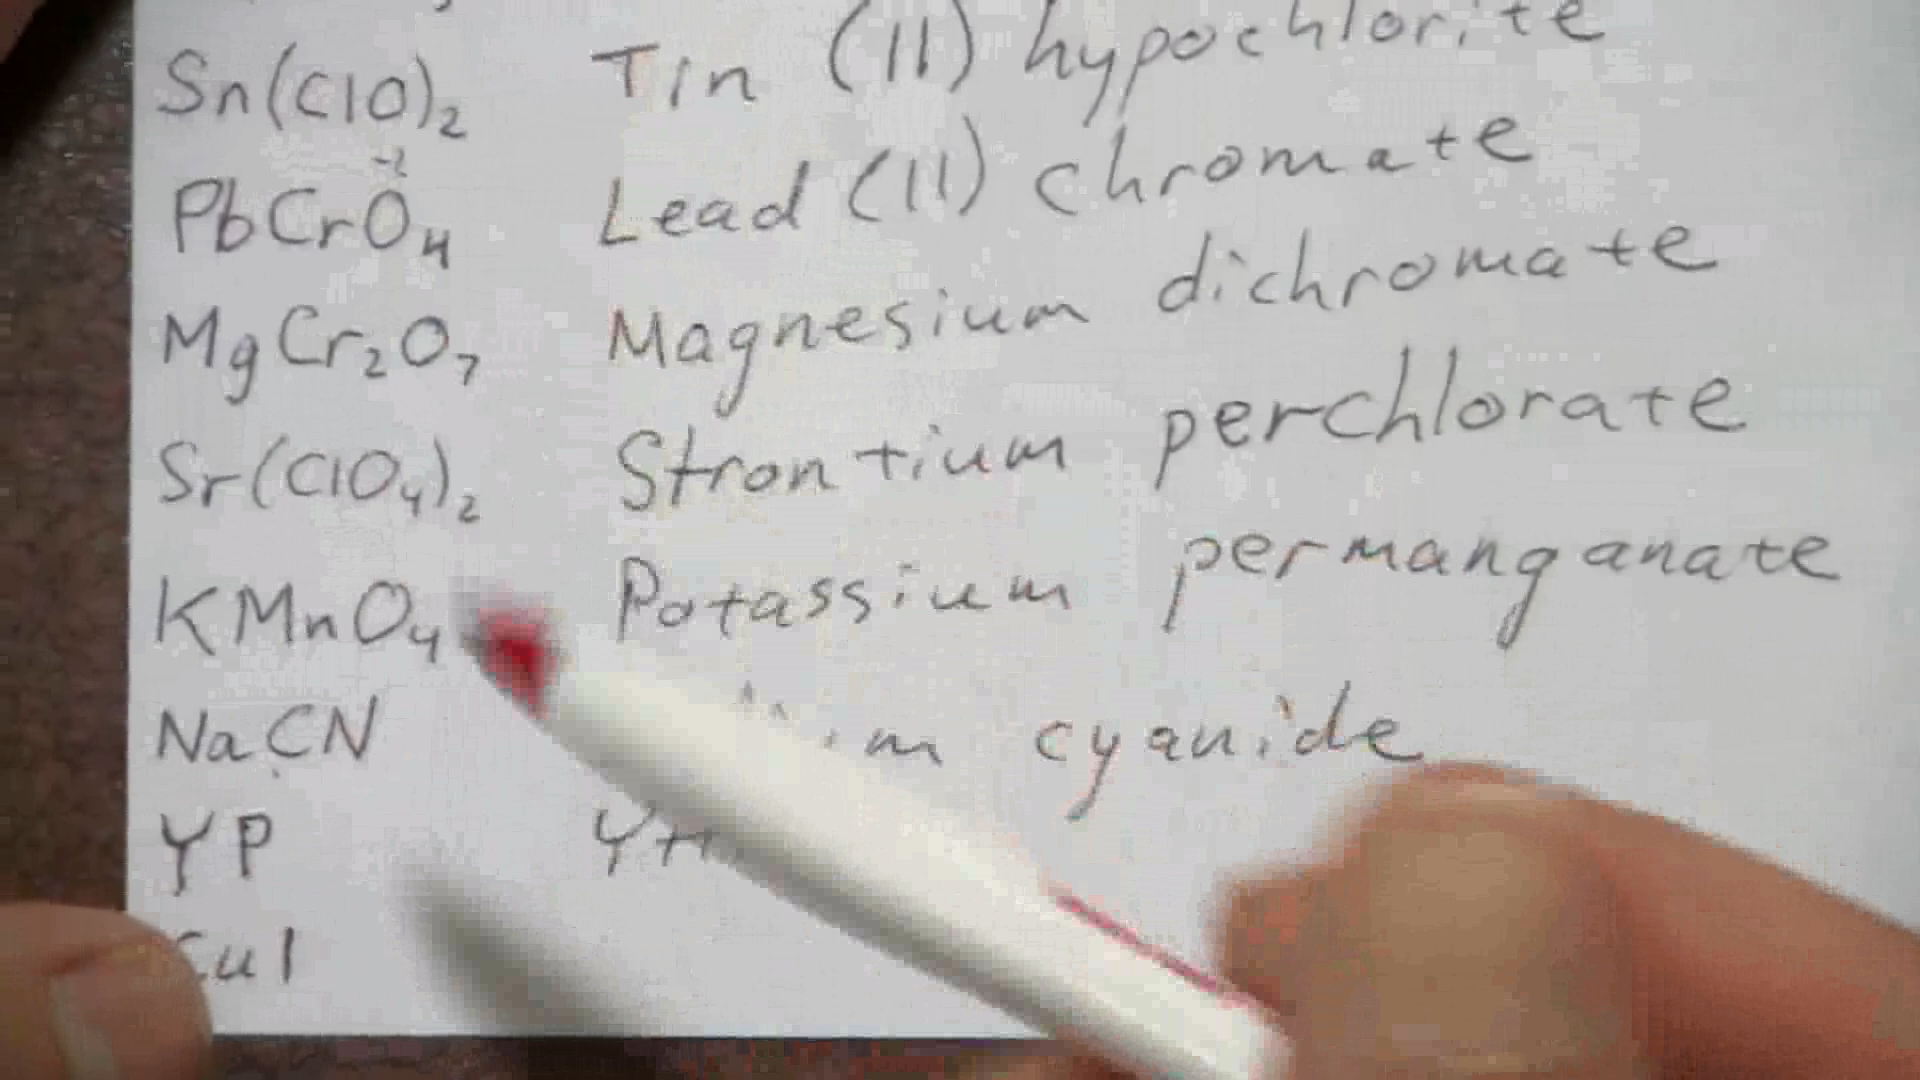 Sn(ClO)₂ Tin (II) hypochlorite
PbCrO₄ ⁻² Lead (II) chromate
MgCr₂O₇ Magnesium dichromate
Sr(ClO₄)₂ Strontium perchlorate
KMnO₄ Potassium permanganate
NaCN cyanide
YP
CuI